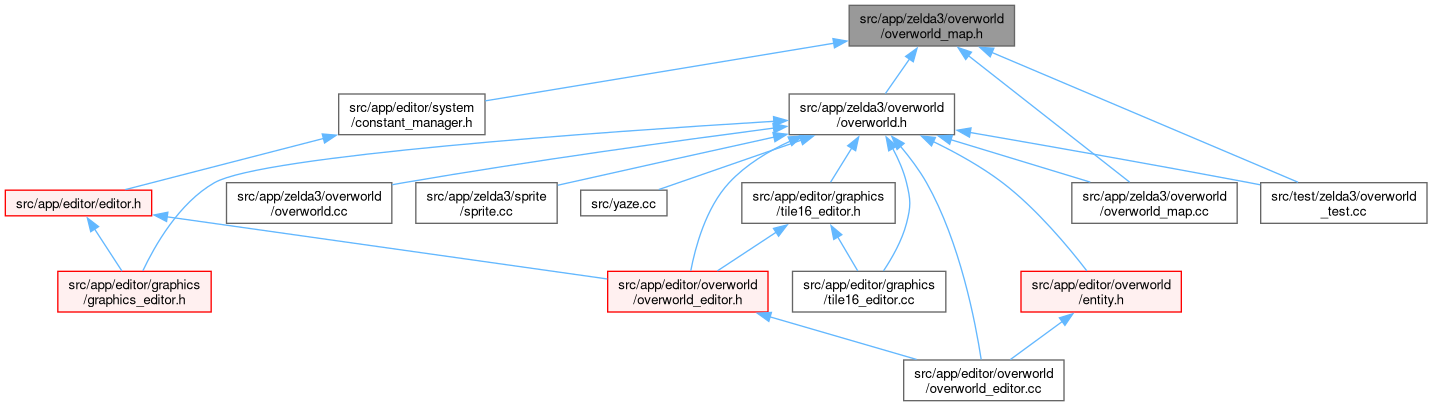 src/app/zelda3/overworld
/overworld_map.h
src/app/editor/system
/constant_manager.h
src/app/zelda3/overworld
/overworld.h
src/app/editor/editor.h
src/app/zelda3/overworld
/overworld.cc
src/app/zelda3/sprite
/sprite.cc
src/yaze.cc
src/app/editor/graphics
/tile16_editor.h
src/app/zelda3/overworld
/overworld_map.cc
src/test/zelda3/overworld
_test.cc
src/app/editor/graphics
/graphics_editor.h
src/app/editor/overworld
/overworld_editor.h
src/app/editor/graphics
/tile16_editor.cc
src/app/editor/overworld
/entity.h
src/app/editor/overworld
/overworld_editor.cc